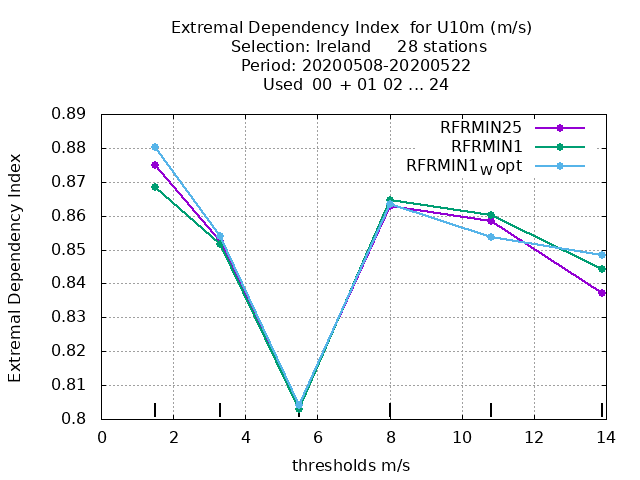 Extremal Dependency Index for U10m (m/s)
Selection: Ireland 28 stations
Period: 20200508-20200522
Used 00 + 01 02 ... 24
RFRMIN25
RFRMIN1
RFRMIN1_W opt
Extremal Dependency Index
0.89
0.88
0.87
0.86
0.85
0.84
0.83
0.82
0.81
0.8
0 2 4 6 8 10 12 14
thresholds m/s